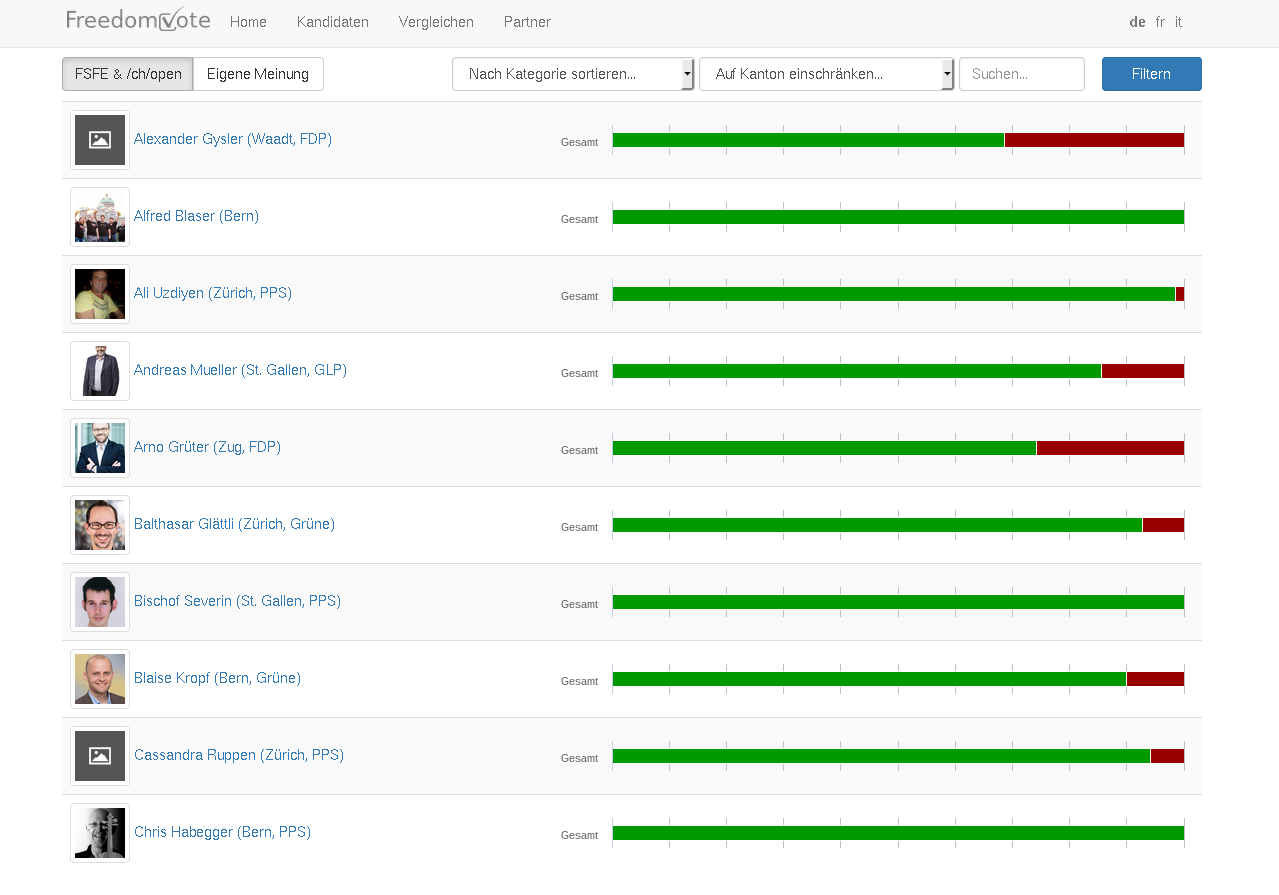 FreedomVote Home Kandidaten Vergleichen Partner de fr it
FSFE & /ch/open Eigene Meinung Nach Kategorie sortieren... Auf Kanton einschränken... Suchen... Filtern
Alexander Gysler (Waadt, FDP) Gesamt
Alfred Blaser (Bern) Gesamt
Ali Uzdiyen (Zürich, PPS) Gesamt
Andreas Mueller (St. Gallen, GLP) Gesamt
Arno Grüter (Zug, FDP) Gesamt
Balthasar Glättli (Zürich, Grüne) Gesamt
Bischof Severin (St. Gallen, PPS) Gesamt
Blaise Kropf (Bern, Grüne) Gesamt
Cassandra Ruppen (Zürich, PPS) Gesamt
Chris Habegger (Bern, PPS) Gesamt